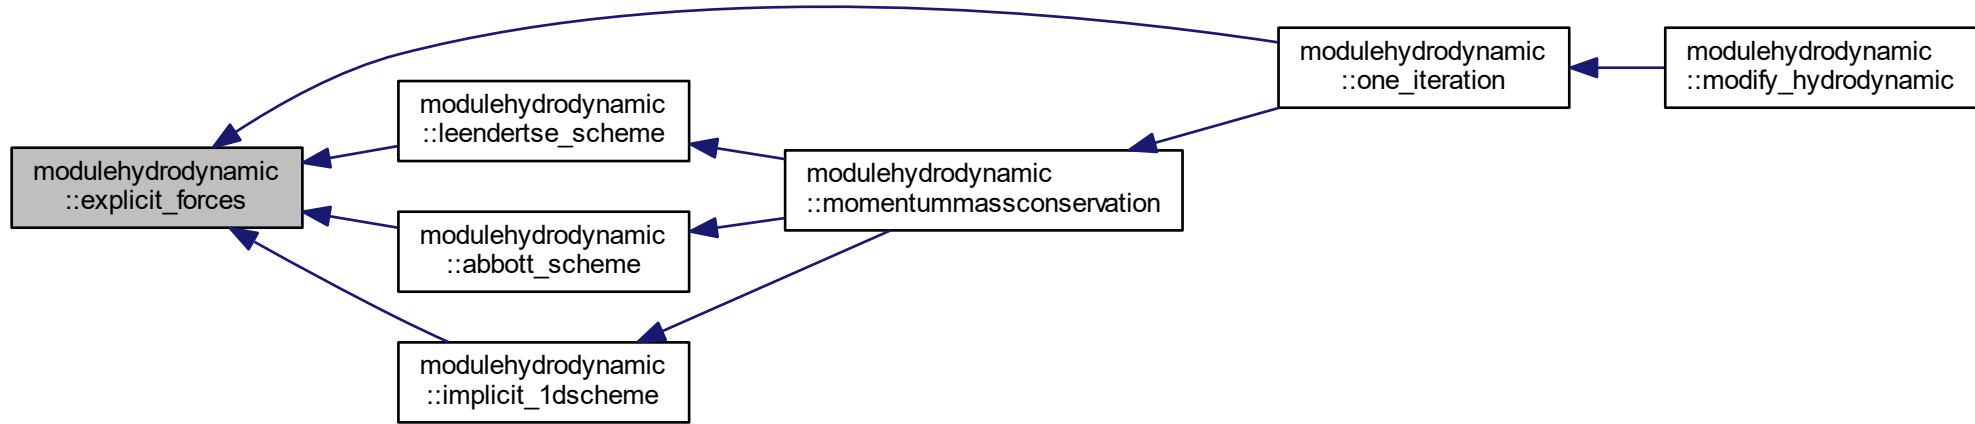 modulehydrodynamic
::explicit_forces
modulehydrodynamic
::leendertse_scheme
modulehydrodynamic
::abbott_scheme
modulehydrodynamic
::implicit_1dscheme
modulehydrodynamic
::momentummassconservation
modulehydrodynamic
::one_iteration
modulehydrodynamic
::modify_hydrodynamic